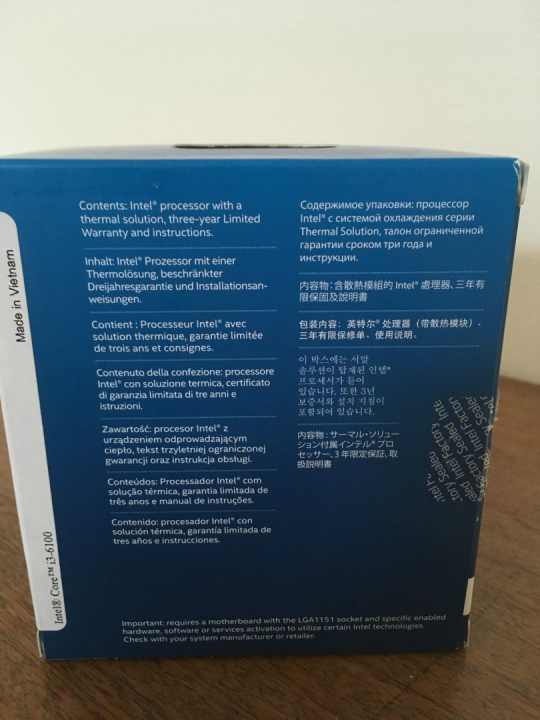 Made in Vietnam
Intel® Core™ i3-6100
Contents: Intel® processor with a
thermal solution, three-year Limited
Warranty and instructions.
Inhalt: Intel® Prozessor mit einer
Thermolösung, beschränkter
Dreijahresgarantie und Installationsan-
weisungen.
Contient : Processeur Intel® avec
solution thermique, garantie limitée
de trois ans et consignes.
Contenuto della confezione: processore
Intel® con soluzione termica, certificato
di garanzia limitata di tre anni e
istruzioni.
Zawartość: procesor Intel® z
urządzeniem odprowadzającym
ciepło, tekst trzyletniej ograniczonej
gwarancji oraz instrukcja obsługi.
Conteúdos: Processador Intel® com
solução térmica, garantia limitada de
três anos e manual de instruções.
Contenido: procesador Intel® con
solución térmica, garantía limitada de
tres años e instrucciones.
Содержимое упаковки: процессор
Intel® с системой охлаждения серии
Thermal Solution, талон ограниченной
гарантии сроком три года и
инструкции.
内容物：含散熱模組的 Intel® 處理器、三年有
限保固及說明書
包装内容：英特尔® 处理器（带散热模块）、
三年有限保修单、使用说明。
이 박스에는 서말
솔루션이 탑재된 인텔®
프로세서가 들어
있습니다. 또한 3년
보증서와 설치 지침이
포함되어 있습니다.
内容物：サーマル・ソリュー
ション付属インテル® プロ
セッサー、3 年限定保証、取
扱説明書
Important: requires a motherboard with the LGA1151 socket and specific enabled
hardware, software or services activation to utilize certain Intel technologies.
Check with your system manufacturer or retailer.